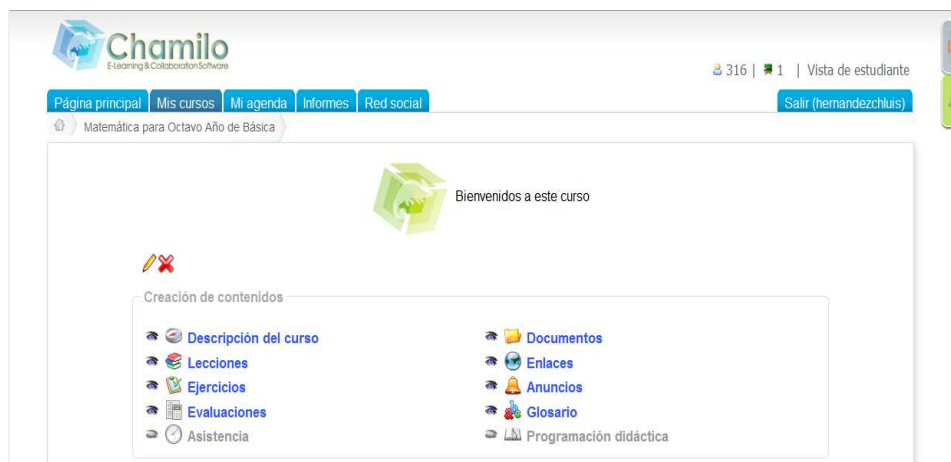 Chamilo
E-Learning & Collaboration Software
316 | 1 | Vista de estudiante
Página principal Mis cursos Mi agenda Informes Red social Salir (hernandezchluis)
Matemática para Octavo Año de Básica
Bienvenidos a este curso
Creación de contenidos
Descripción del curso Documentos
Lecciones Enlaces
Ejercicios Anuncios
Evaluaciones Glosario
Asistencia Programación didáctica